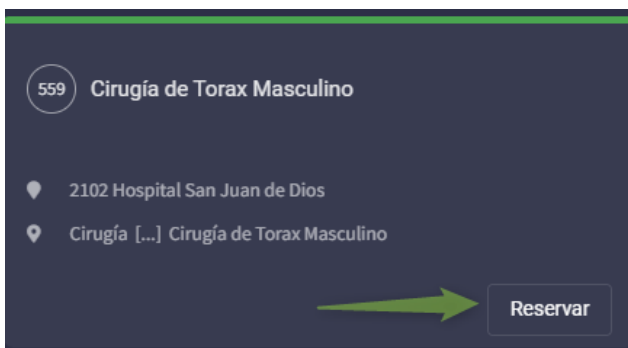 559 Cirugía de Torax Masculino
2102 Hospital San Juan de Dios
Cirugía [...] Cirugía de Torax Masculino
Reservar